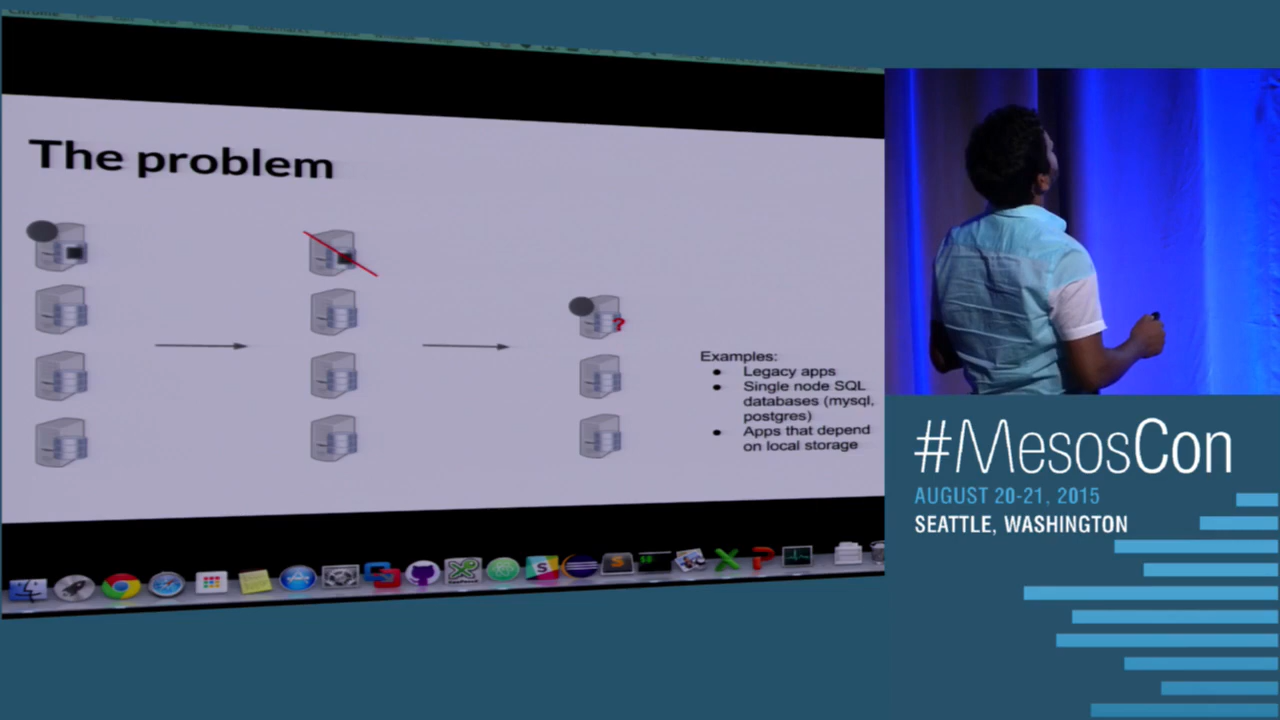 The problem
?
Examples:
● Legacy apps
● Single node SQL
databases (mysql,
postgres)
● Apps that depend
on local storage
#MesosCon
AUGUST 20-21, 2015
SEATTLE, WASHINGTON